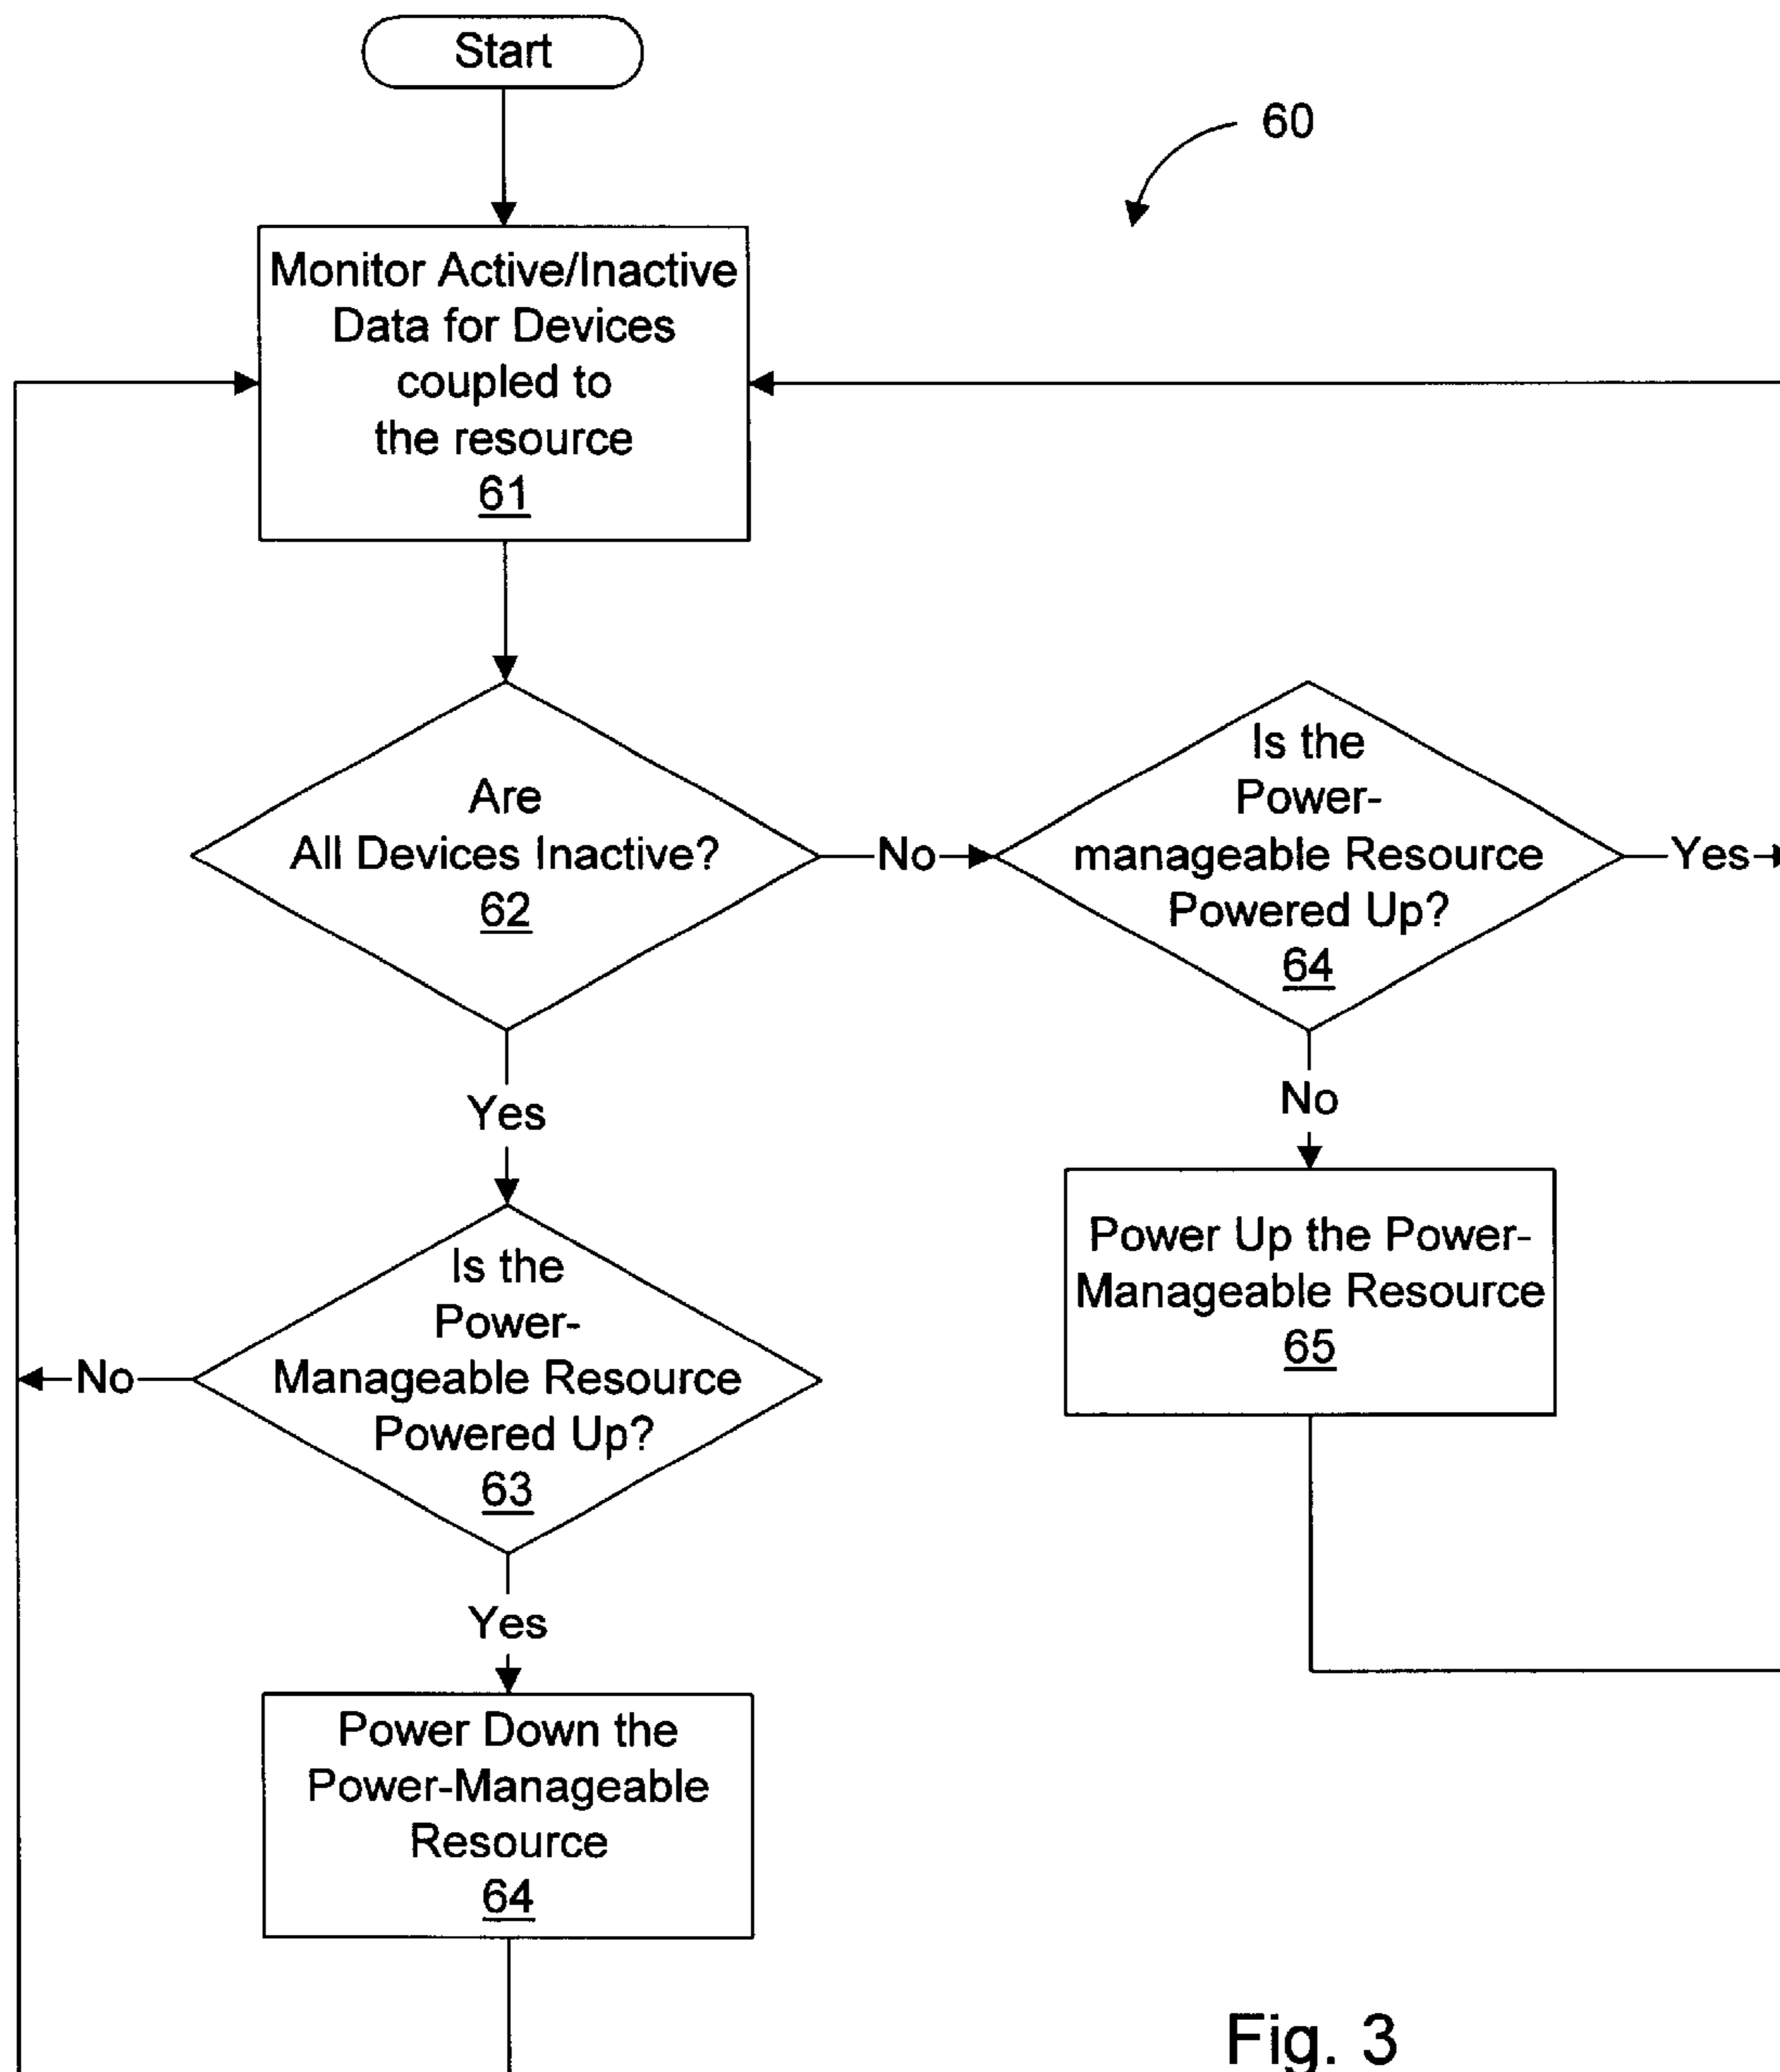 Start
60
Monitor Active/Inactive
Data for Devices
coupled to
the resource
61
Are
All Devices Inactive?
62
No
Is the
Power-
manageable Resource
Powered Up?
64
Yes
Yes
No
Is the
Power-
Manageable Resource
Powered Up?
63
No
Power Up the Power-
Manageable Resource
65
Yes
Power Down the
Power-Manageable
Resource
64
Fig. 3